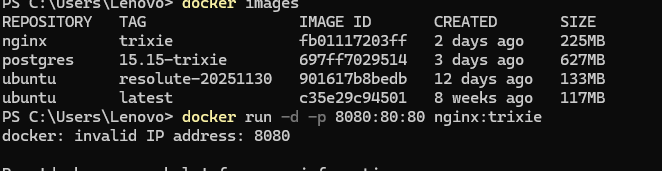 PS C:\Users\Lenovo> docker images
REPOSITORY TAG IMAGE ID CREATED SIZE
nginx trixie fb01117203ff 2 days ago 225MB
postgres 15.15-trixie 697ff7029514 3 days ago 627MB
ubuntu resolute-20251130 901617b8bedb 12 days ago 133MB
ubuntu latest c35e29c94501 8 weeks ago 117MB
PS C:\Users\Lenovo> docker run -d -p 8080:80:80 nginx:trixie
docker: invalid IP address: 8080